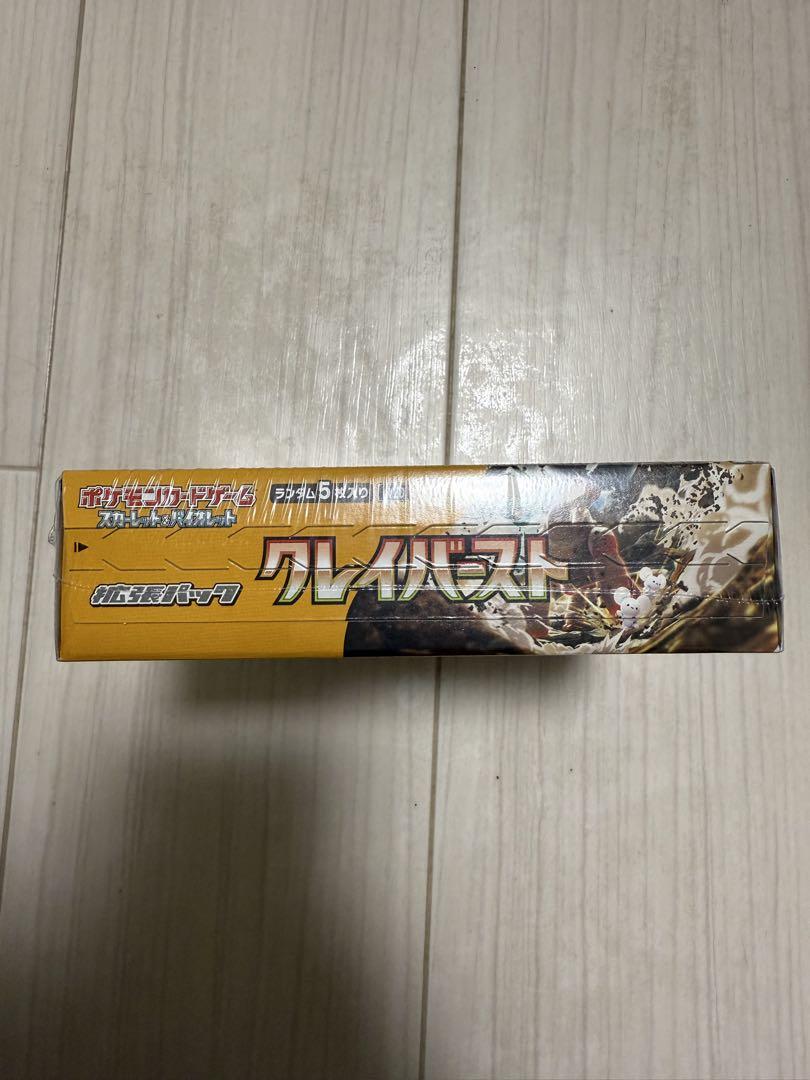 ポケモンカードゲーム
スカーレット&バイオレット
ランダム5枚入り
拡張パック
クレイバースト